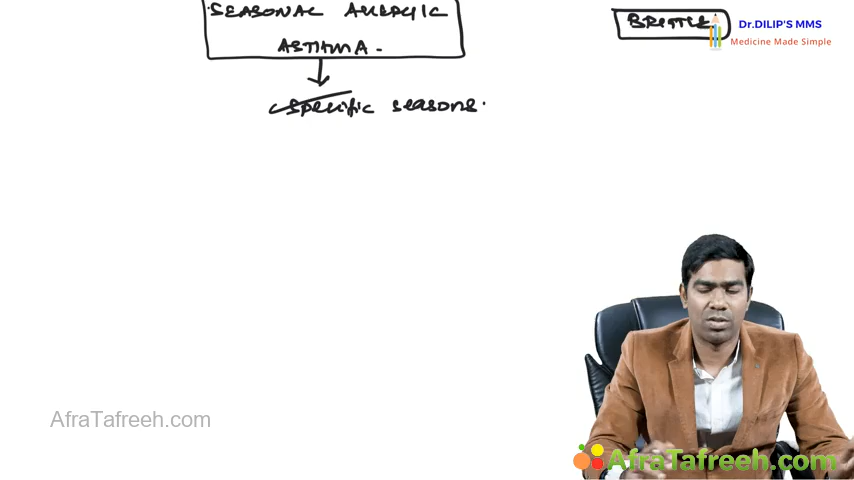 SEASONAL ALLERGIC
ASTHMA -
specific seasons.
BRITTLE
Dr.DILIP'S MMS
Medicine Made Simple
AfraTafreeh.com
AfraTafreeh.com